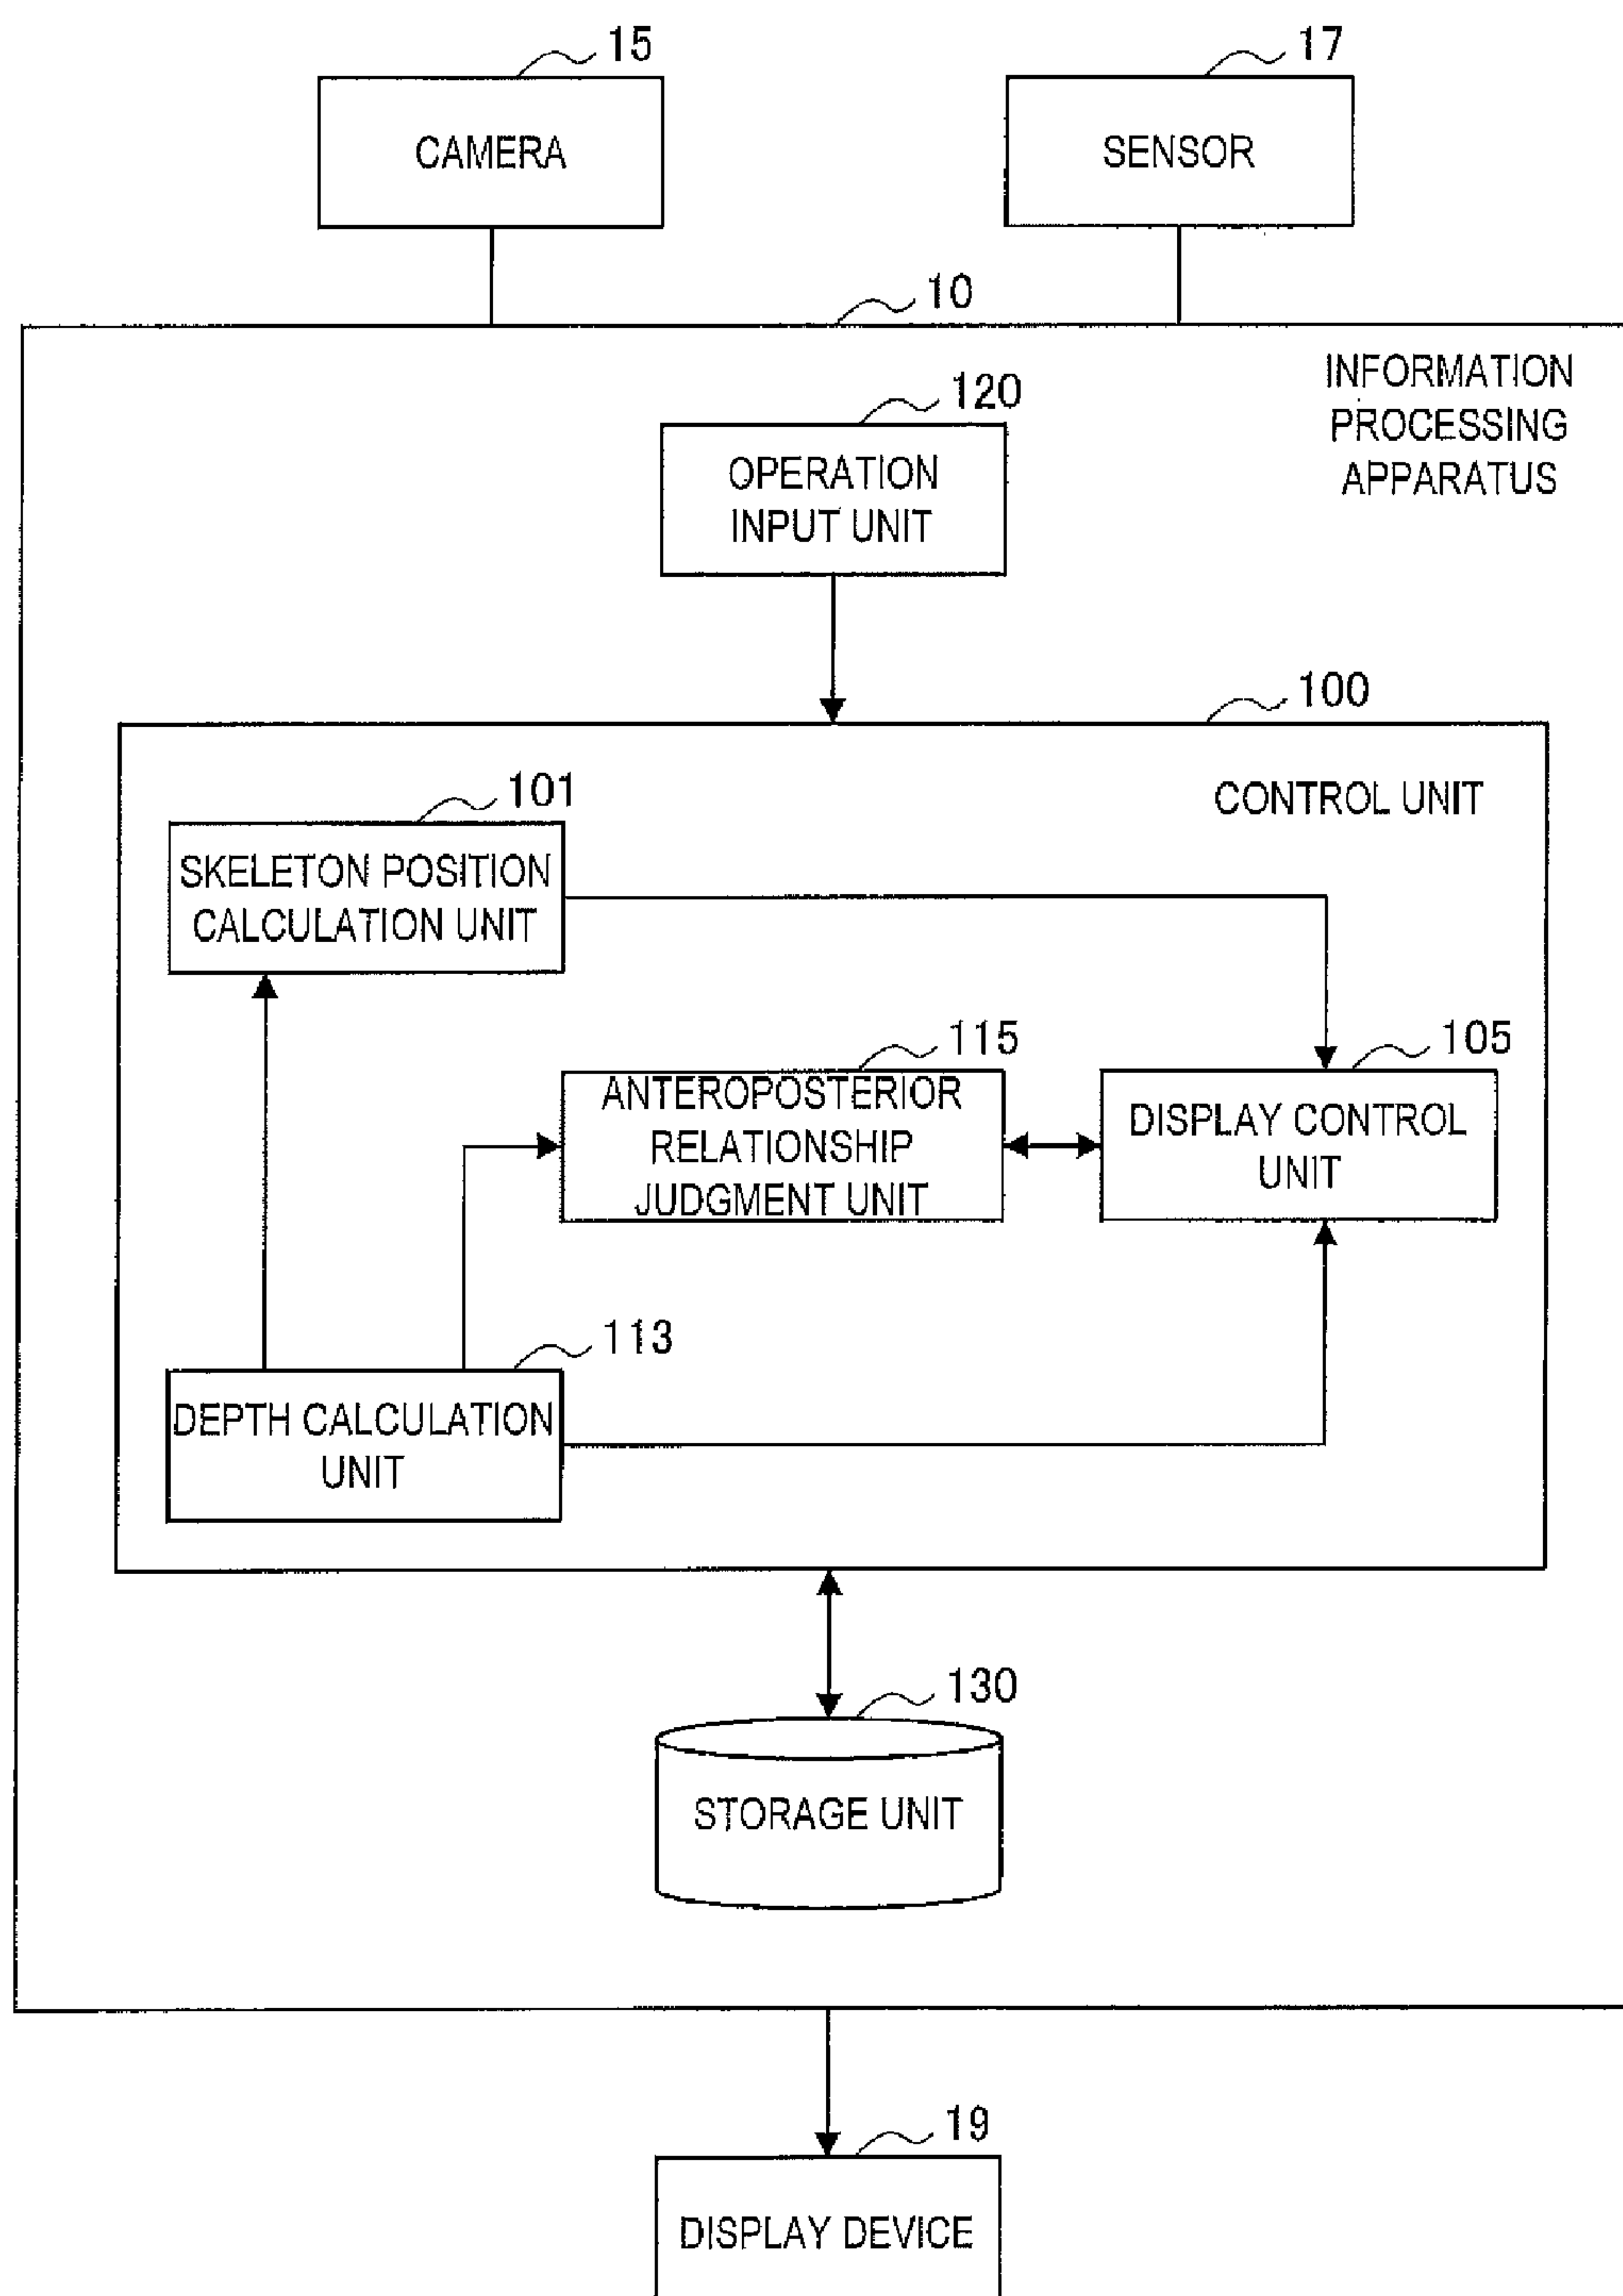 15
17
CAMERA
SENSOR
10
INFORMATION
PROCESSING
APPARATUS
120
OPERATION
INPUT UNIT
100
CONTROL UNIT
101
SKELETON POSITION
CALCULATION UNIT
115
ANTEROPOSTERIOR
RELATIONSHIP
JUDGMENT UNIT
105
DISPLAY CONTROL
UNIT
113
DEPTH CALCULATION
UNIT
130
STORAGE UNIT
19
DISPLAY DEVICE